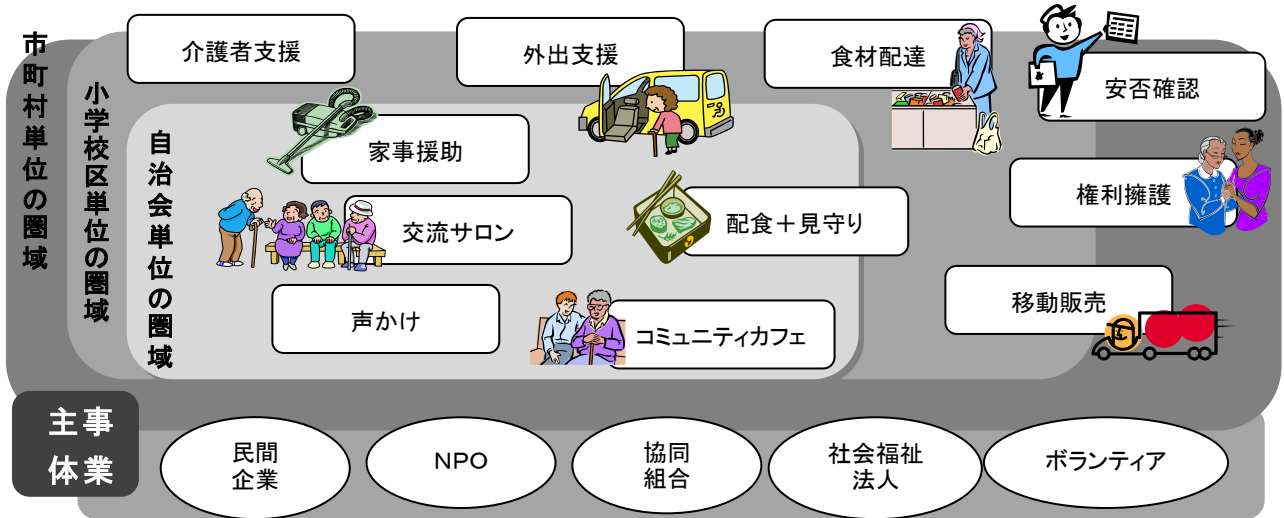 市町村単位の圏域
小学校区単位の圏域
自治会単位の圏域
介護者支援
外出支援
食材配達
安否確認
家事援助
権利擁護
交流サロン
配食＋見守り
声かけ
コミュニティカフェ
移動販売
主事
体業
民間
企業
NPO
協同
組合
社会福祉
法人
ボランティア